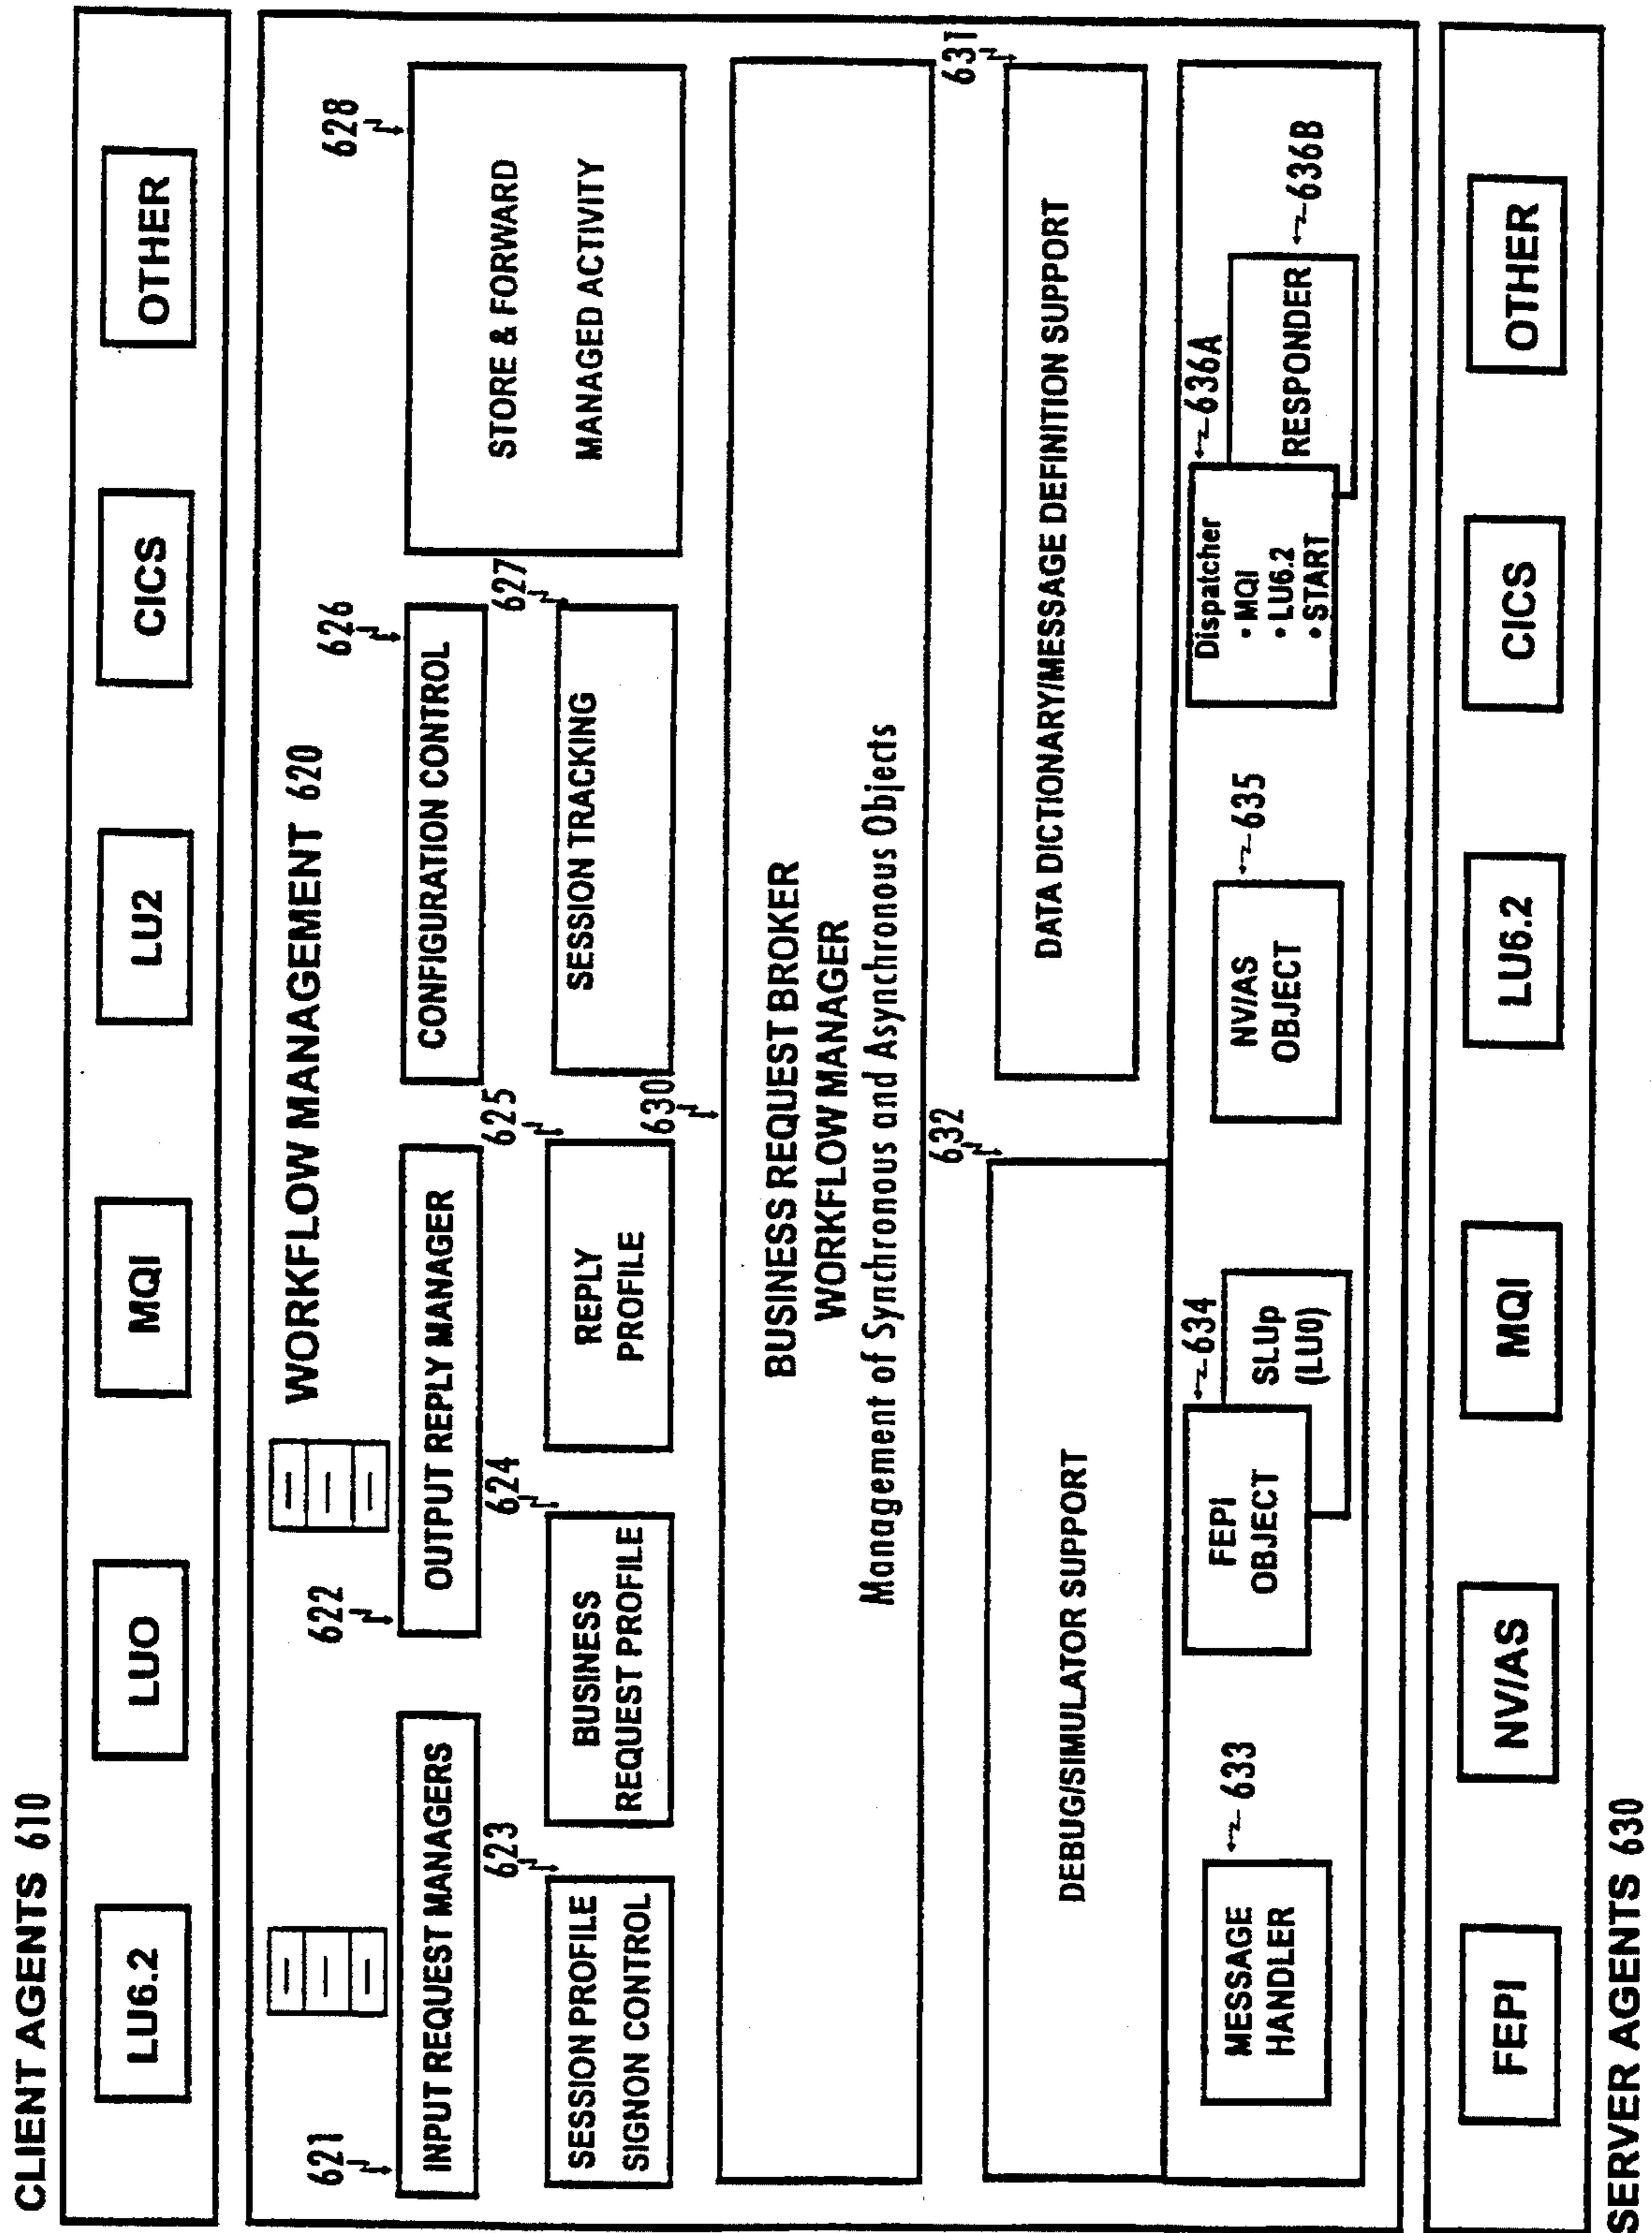 CLIENT AGENTS 610
LU6.2
LUO
MQI
LU2
CICS
OTHER
WORKFLOW MANAGEMENT 620
621
622
626
628
INPUT REQUEST MANAGERS
OUTPUT REPLY MANAGER
CONFIGURATION CONTROL
STORE & FORWARD
MANAGED ACTIVITY
623
624
625
627
SESSION PROFILE
SIGNON CONTROL
BUSINESS
REQUEST PROFILE
REPLY
PROFILE
SESSION TRACKING
630
BUSINESS REQUEST BROKER
WORKFLOW MANAGER
Management of Synchronous and Asynchronous Objects
632
631
DEBUG/SIMULATOR SUPPORT
DATA DICTIONARY/MESSAGE DEFINITION SUPPORT
633
634
635
636A
636B
MESSAGE
HANDLER
FEPI
OBJECT
SLUp
(LU0)
NV/AS
OBJECT
Dispatcher
• MQI
• LU6.2
• START
RESPONDER
FEPI
NV/AS
MQI
LU6.2
CICS
OTHER
SERVER AGENTS 630